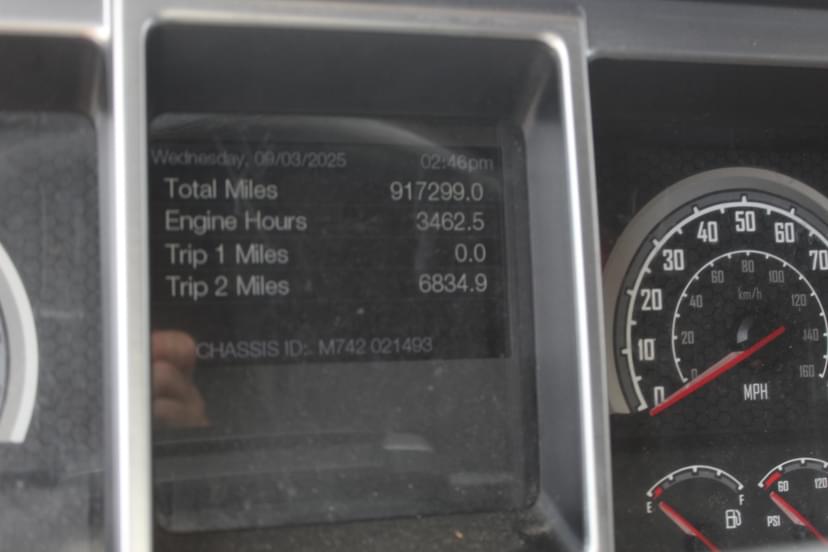 Wednesday, 09/03/2025 02:46pm
Total Miles 917299.0
Engine Hours 3462.5
Trip 1 Miles 0.0
Trip 2 Miles 6834.9
CHASSIS ID:. M742 021493
0 10 20 30 40 50 60 70
0 20 40 60 80 100 120 140 160
km/h
MPH
E F
60 120
PSI